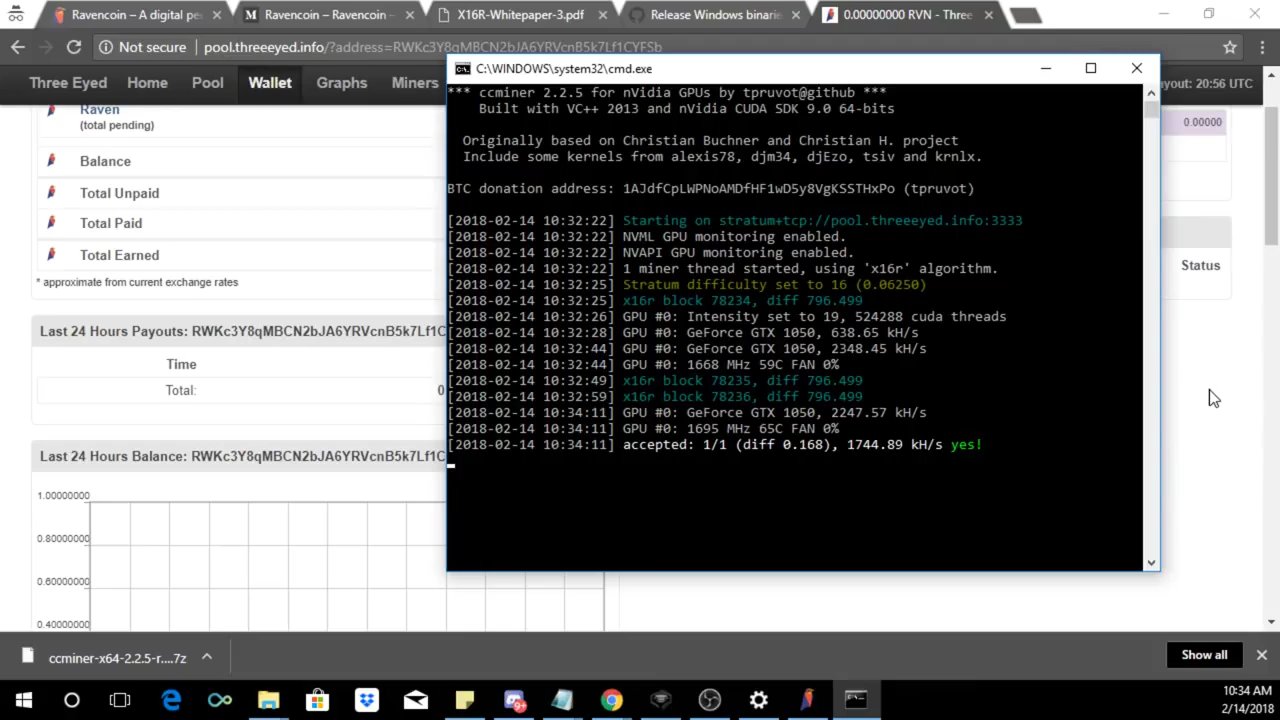 Ravencoin – A digital pe
Ravencoin – Ravencoin -
X16R-Whitepaper-3.pdf
Release Windows binarie
0.00000000 RVN - Three
Not secure
pool.threeeyed.info/?address=RWKc3Y8qMBCN2bJA6YRVcnB5k7Lf1CYFSb
Three Eyed
Home
Pool
Wallet
Graphs
Miners
ayout: 20:56 UTC
Raven
(total pending)
0.00000
Balance
Total Unpaid
Total Paid
Total Earned
Status
* approximate from current exchange rates
Last 24 Hours Payouts: RWKc3Y8qMBCN2bJA6YRVcnB5k7Lf1C
Time
Total:
0
Last 24 Hours Balance: RWKc3Y8qMBCN2bJA6YRVcnB5k7Lf1C
1.00000000
0.80000000
0.60000000
0.40000000
C:\WINDOWS\system32\cmd.exe
*** ccminer 2.2.5 for nVidia GPUs by tpruvot@github ***
Built with VC++ 2013 and nVidia CUDA SDK 9.0 64-bits
Originally based on Christian Buchner and Christian H. project
Include some kernels from alexis78, djm34, djEzo, tsiv and krnlx.
BTC donation address: 1AJdfCpLWPNoAMDfHF1wD5y8VgKSSTHxPo (tpruvot)
[2018-02-14 10:32:22] Starting on stratum+tcp://pool.threeeyed.info:3333
[2018-02-14 10:32:22] NVML GPU monitoring enabled.
[2018-02-14 10:32:22] NVAPI GPU monitoring enabled.
[2018-02-14 10:32:22] 1 miner thread started, using 'x16r' algorithm.
[2018-02-14 10:32:25] Stratum difficulty set to 16 (0.06250)
[2018-02-14 10:32:25] x16r block 78234, diff 796.499
[2018-02-14 10:32:26] GPU #0: Intensity set to 19, 524288 cuda threads
[2018-02-14 10:32:28] GPU #0: GeForce GTX 1050, 638.65 kH/s
[2018-02-14 10:32:44] GPU #0: GeForce GTX 1050, 2348.45 kH/s
[2018-02-14 10:32:44] GPU #0: 1668 MHz 59C FAN 0%
[2018-02-14 10:32:49] x16r block 78235, diff 796.499
[2018-02-14 10:32:59] x16r block 78236, diff 796.499
[2018-02-14 10:34:11] GPU #0: GeForce GTX 1050, 2247.57 kH/s
[2018-02-14 10:34:11] GPU #0: 1695 MHz 65C FAN 0%
[2018-02-14 10:34:11] accepted: 1/1 (diff 0.168), 1744.89 kH/s yes!
ccminer-x64-2.2.5-r....7z
Show all
10:34 AM
2/14/2018